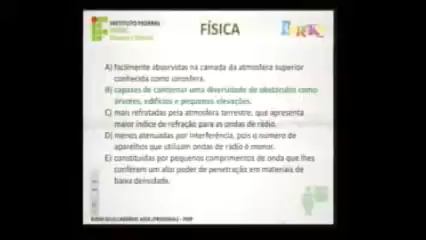 INSTITUTO FEDERAL
FÍSICA
A) facilmente absorvidas na camada da atmosfera superior
conhecida como ionosfera.
B) capazes de contornar uma diversidade de obstáculos como
árvores, edifícios e pequenas elevações.
C) mais refratadas pela atmosfera terrestre, que apresenta
maior índice de refração para as ondas de rádio.
D) menos atenuadas por interferência, pois o número de
aparelhos que utilizam ondas de rádio é menor.
E) constituídas por pequenos comprimentos de onda que lhes
conferem um alto poder de penetração em materiais de
baixa densidade.